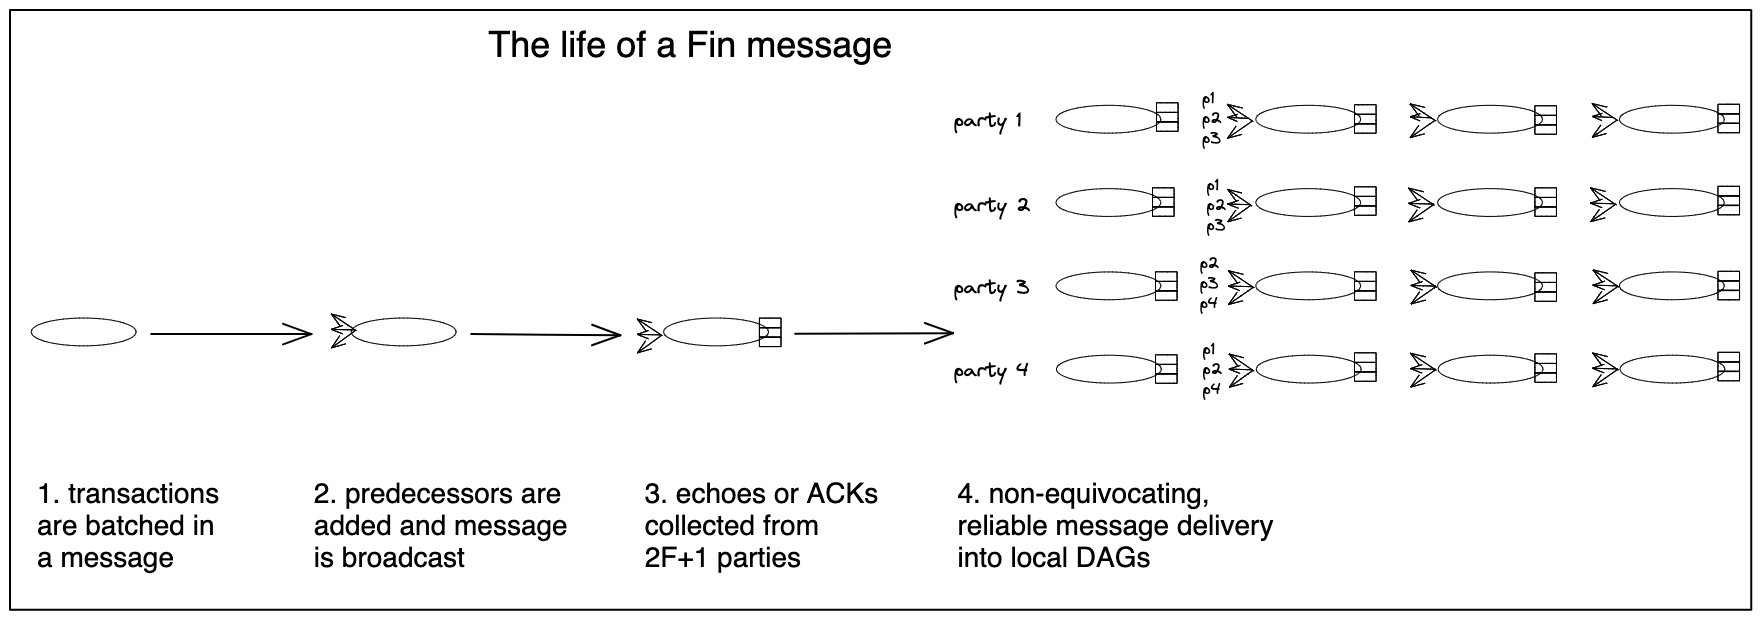 The life of a Fin message
party 1
p1
p2
p3
party 2
p1
p2
p3
party 3
p2
p3
p4
party 4
p1
p2
p4
1. transactions
are batched in
a message
2. predecessors are
added and message
is broadcast
3. echoes or ACKs
collected from
2F+1 parties
4. non-equivocating,
reliable message delivery
into local DAGs